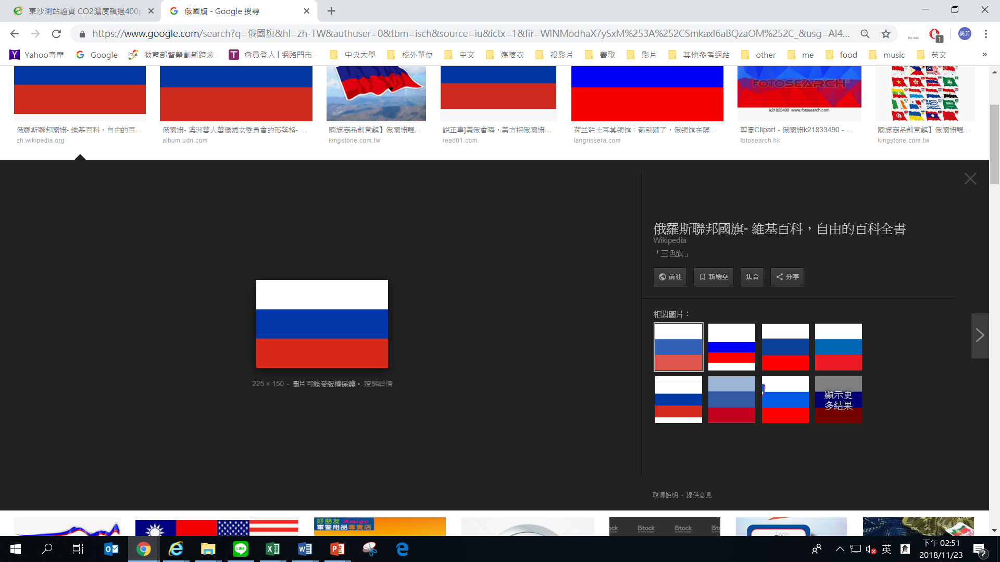 東沙測站證實 CO2濃度飆過400p
俄國旗 - Google 搜尋
https://www.google.com/search?q=俄國旗&hl=zh-TW&authuser=0&tbm=isch&source=iu&ictx=1&fir=WlNModhaX7ySxM%253A%252CSmkaxI6aBQzaOM%252C_&usg=AI4...
No ads
1
美芳
Yahoo奇摩
Google
教育部智慧創新跨域
會員登入 | 網路門市 -
中央大學
校外單位
中文
媒婆衣
投影片
善歌
影片
其他參考網站
other
me
food
music
英文
»
FOTOSEARCH
k21833490 www.fotosearch.com
俄羅斯聯邦國旗- 維基百科，自由的百...
zh.wikipedia.org
俄國旗- 澳洲華人華僑婦女委員會的部落格- ...
album.udn.com
國旗商品創意館】俄國旗飄...
kingstone.com.tw
說正事]美俄會晤，美方把俄國旗...
read01.com
荷兰驻土耳其领馆：都别砸了，俄领馆在隔...
langrissera.com
剪圖Clipart - 俄國旗k21833490 - ...
fotosearch.hk
國旗商品創意館】俄國旗飄...
kingstone.com.tw
俄羅斯聯邦國旗- 維基百科，自由的百科全書
Wikipedia
「三色旗」
前往
新增至
集合
分享
相關圖片：
顯示更
多結果
225 × 150 - 圖片可能受版權保護。 瞭解詳情
取得說明 - 提供意見
好朋友 Amigo
軍警用品專賣店
ock
iStock
iStock
iSto
英
倉
下午 02:51
2018/11/23
2